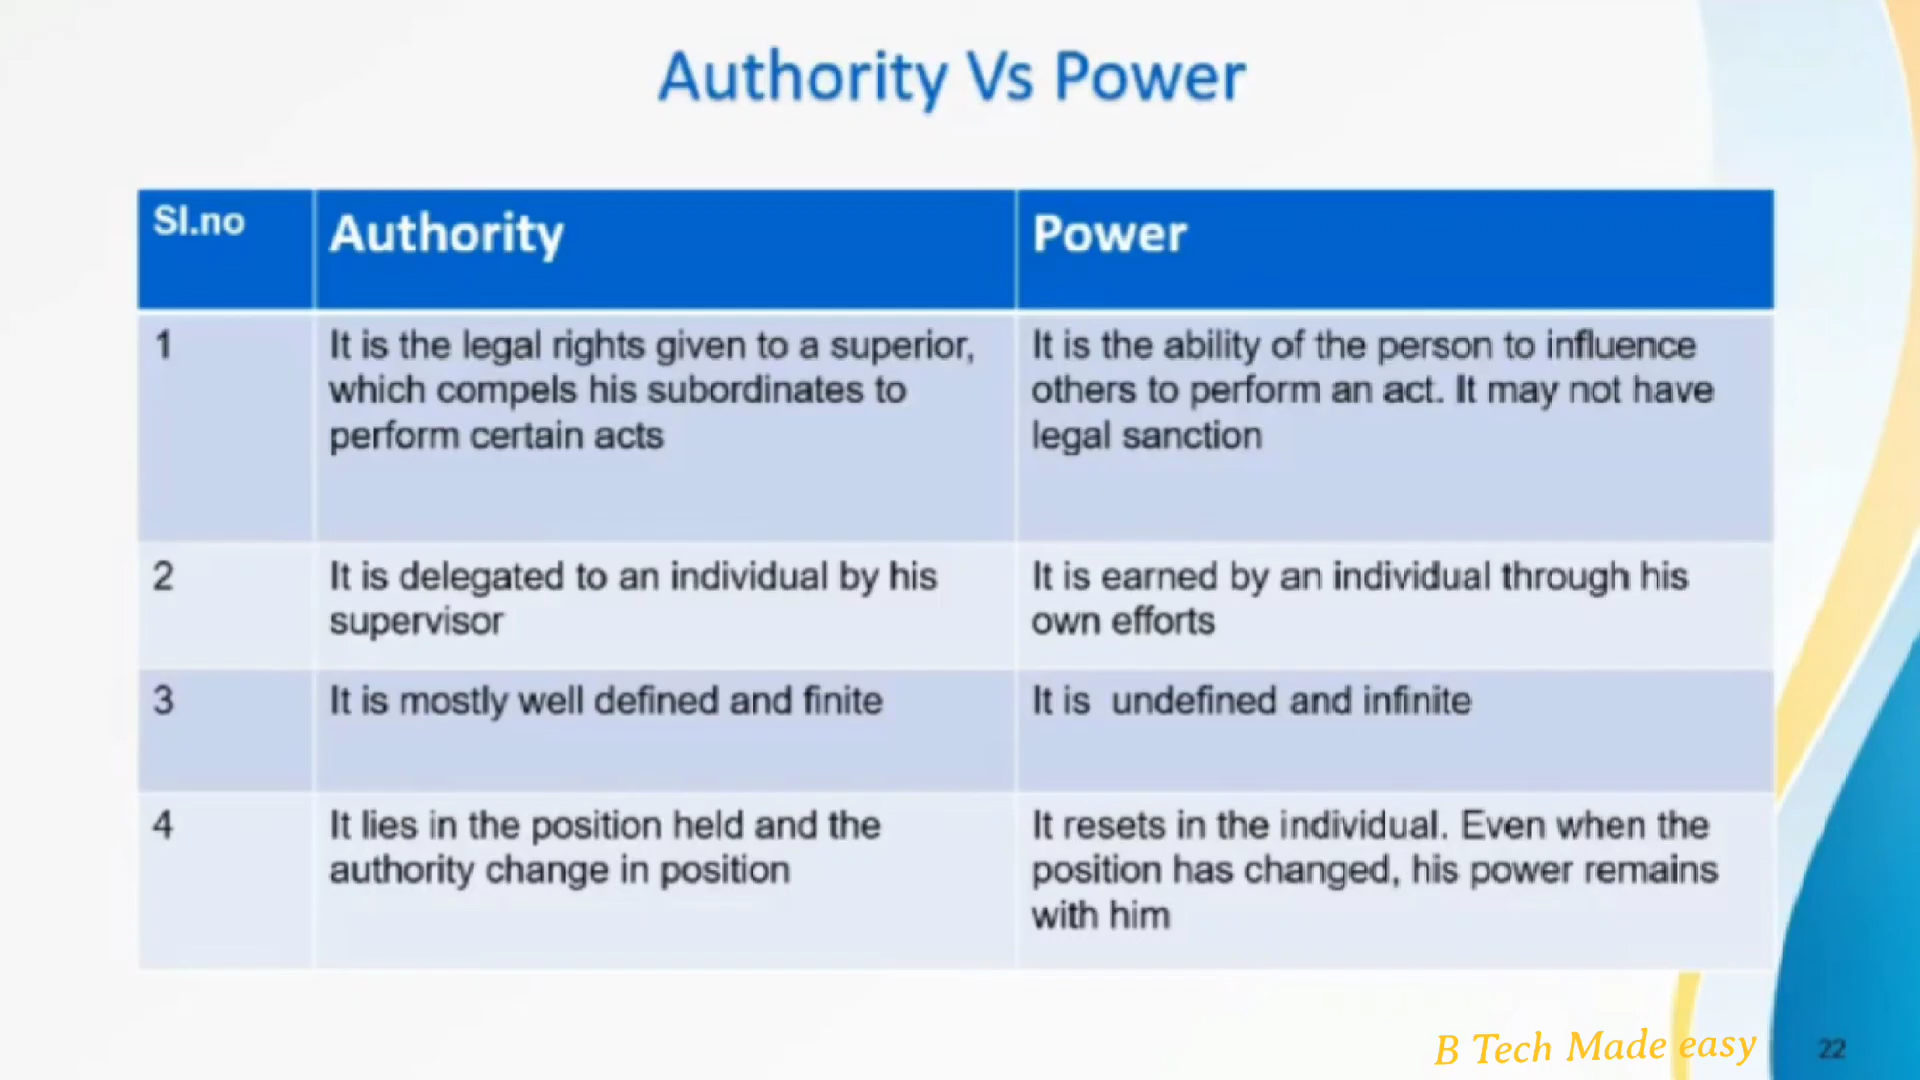 Authority Vs Power
Sl.no
Authority
Power
1
It is the legal rights given to a superior,
which compels his subordinates to
perform certain acts
It is the ability of the person to influence
others to perform an act. It may not have
legal sanction
2
It is delegated to an individual by his
supervisor
It is earned by an individual through his
own efforts
3
It is mostly well defined and finite
It is  undefined and infinite
4
It lies in the position held and the
authority change in position
It resets in the individual. Even when the
position has changed, his power remains
with him
B Tech Made easy
22